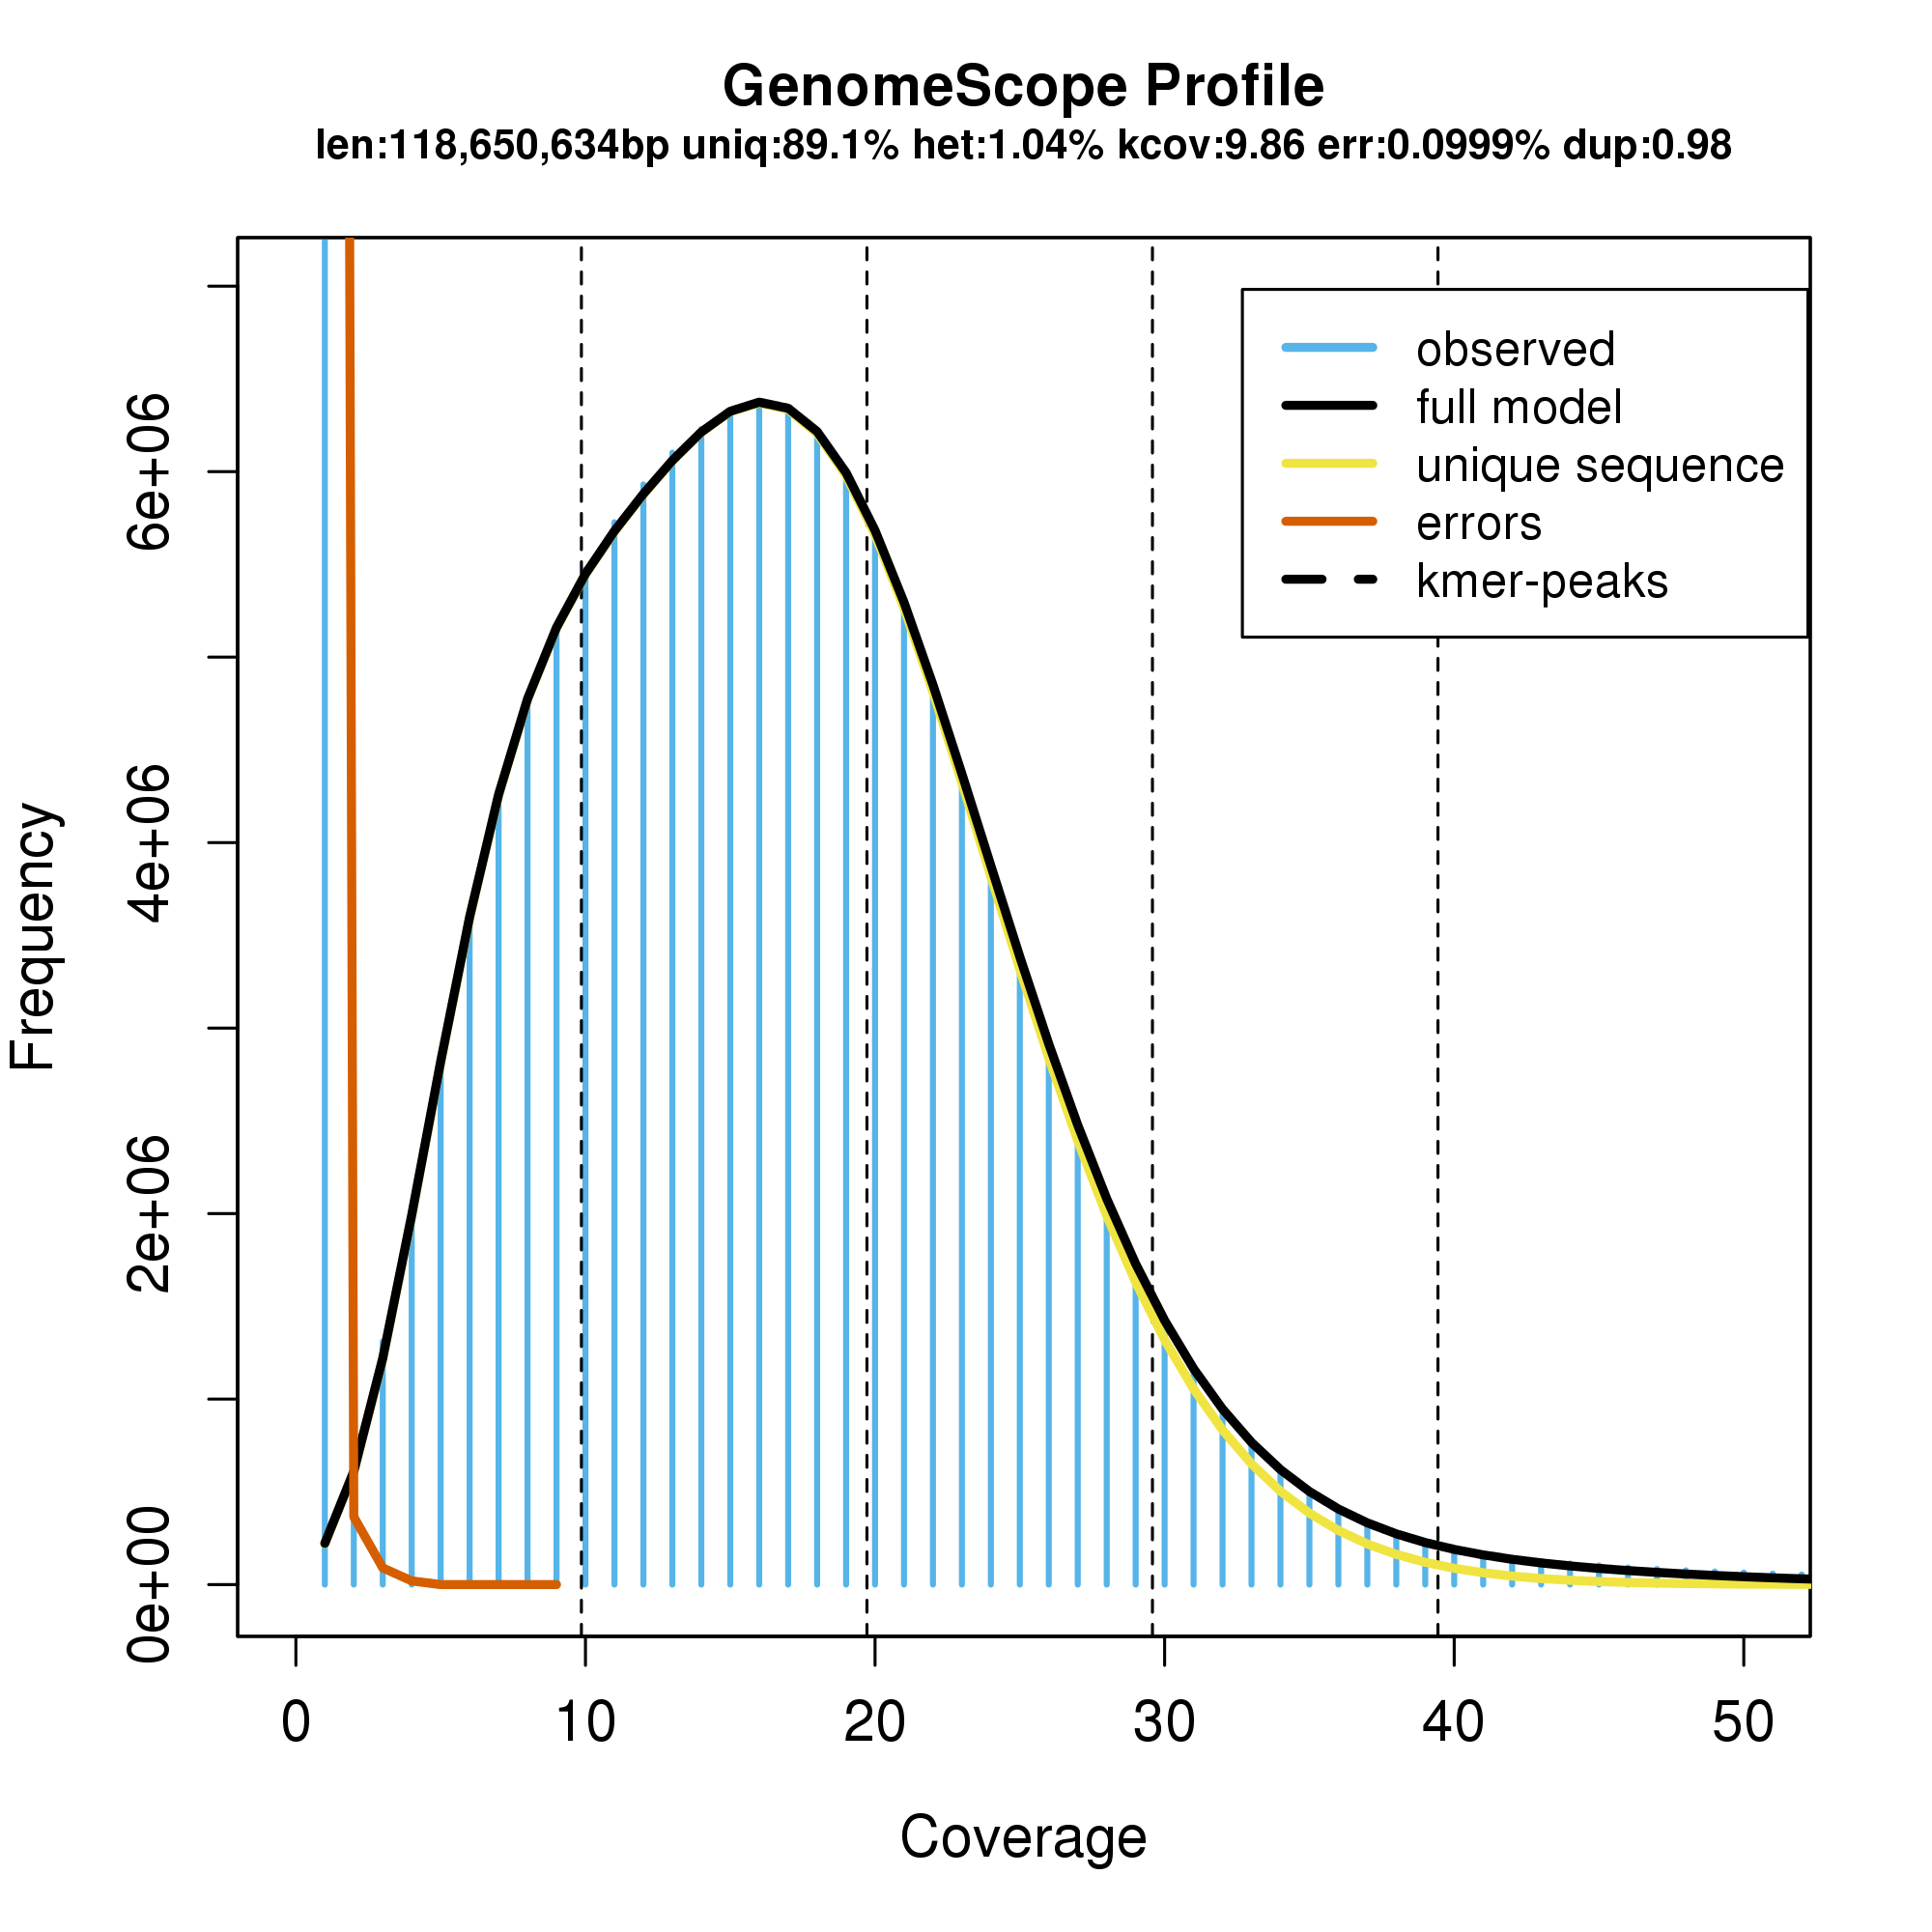 GenomeScope Profile
len:118,650,634bp uniq:89.1% het:1.04% kcov:9.86 err:0.0999% dup:0.98
observed
full model
unique sequence
errors
kmer-peaks
Frequency
6e+06
4e+06
2e+06
0e+00
0 10 20 30 40 50
Coverage